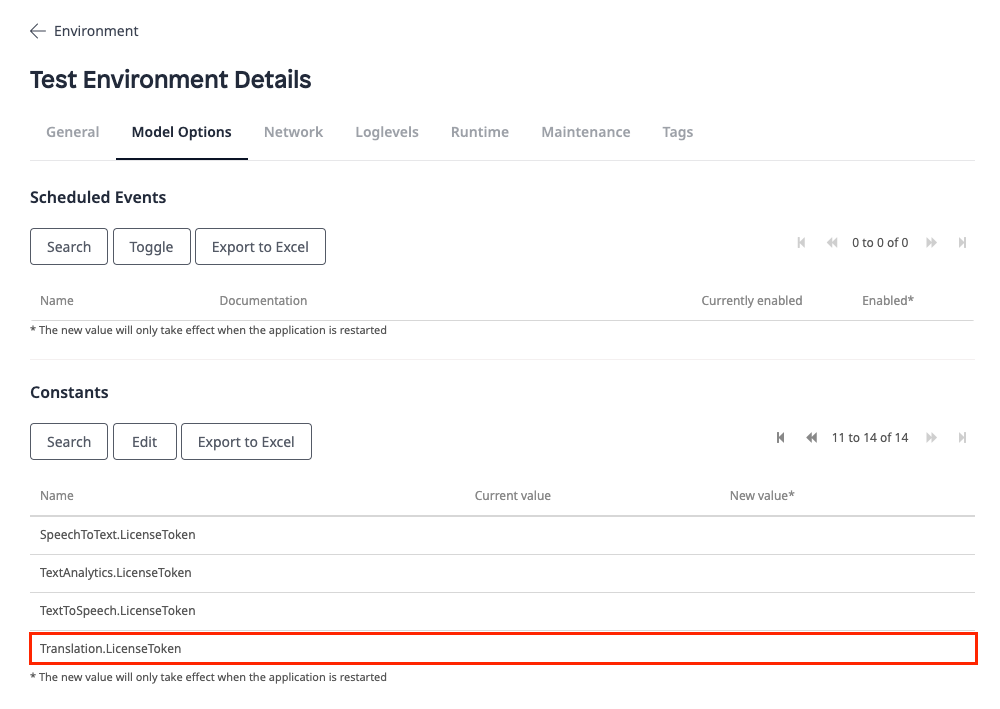 Environment
Test Environment Details
General Model Options Network Loglevels Runtime Maintenance Tags
Scheduled Events
Search Toggle Export to Excel 0 to 0 of 0
Name Documentation Currently enabled Enabled*
* The new value will only take effect when the application is restarted
Constants
Search Edit Export to Excel 11 to 14 of 14
Name Current value New value*
SpeechToText.LicenseToken
TextAnalytics.LicenseToken
TextToSpeech.LicenseToken
Translation.LicenseToken
* The new value will only take effect when the application is restarted